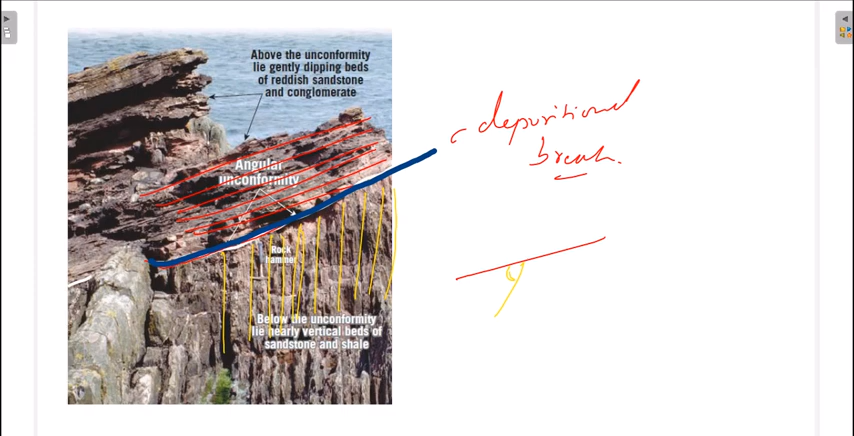 Above the unconformity
lie gently dipping beds
of reddish sandstone
and conglomerate
Angular
unconformity
Rock
hammer
Below the unconformity
lie nearly vertical beds of
sandstone and shale
depositional
break.